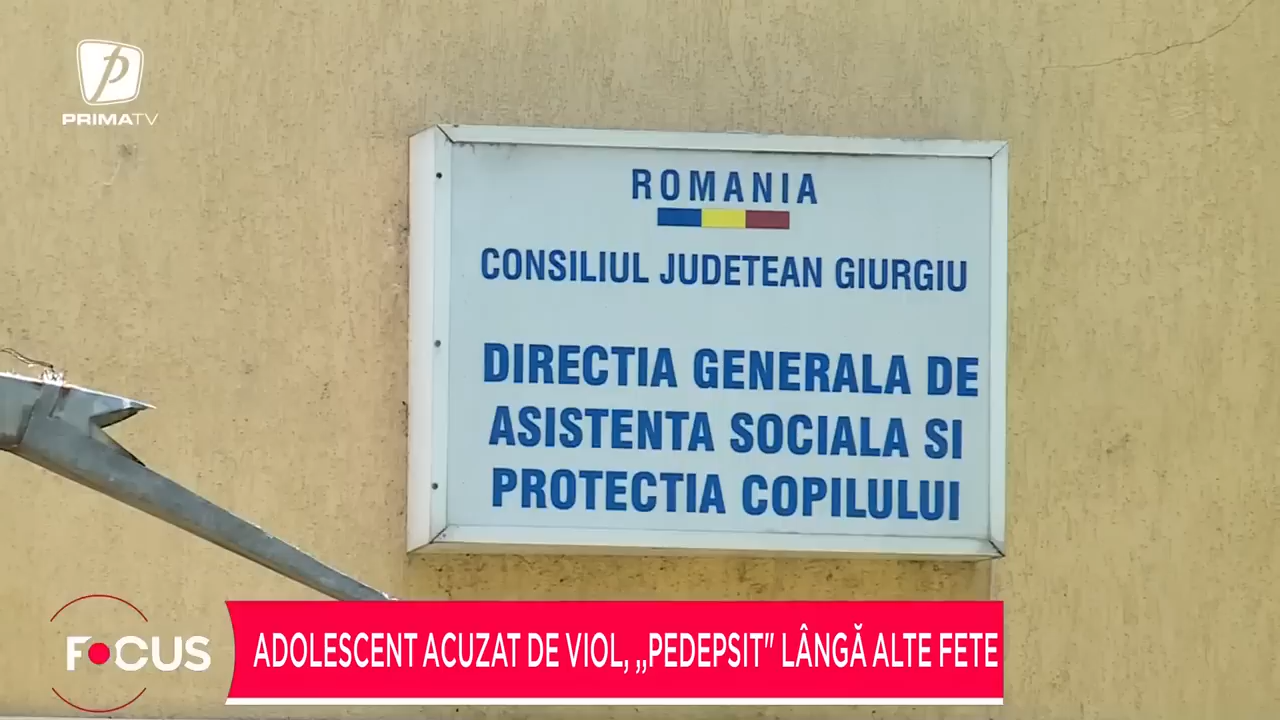 PRIMATV
ROMANIA
CONSILIUL JUDETEAN GIURGIU
DIRECTIA GENERALA DE
ASISTENTA SOCIALA SI
PROTECTIA COPILULUI
FOCUS
ADOLESCENT ACUZAT DE VIOL, „PEDEPSIT" LÂNGĂ ALTE FETE